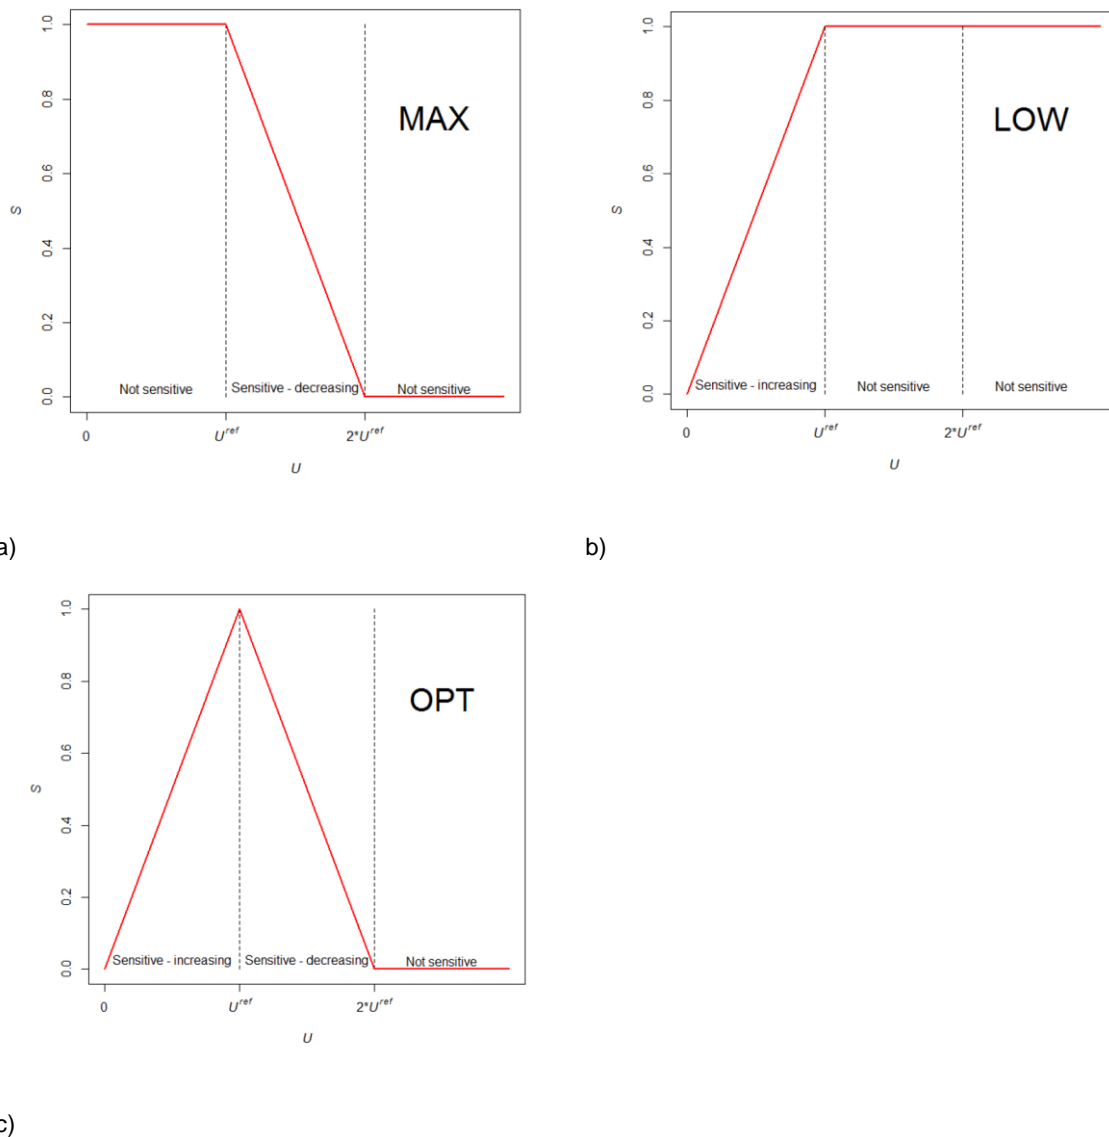 1.0
0.8
0.6
0.4
0.2
0.0
S
MAX
Not sensitive
Sensitive - decreasing
Not sensitive
0
U^ref
2*U^ref
U
a)
1.0
0.8
0.6
0.4
0.2
0.0
S
LOW
Sensitive - increasing
Not sensitive
Not sensitive
0
U^ref
2*U^ref
U
b)
1.0
0.8
0.6
0.4
0.2
0.0
S
OPT
Sensitive - increasing
Sensitive - decreasing
Not sensitive
0
U^ref
2*U^ref
U
c)